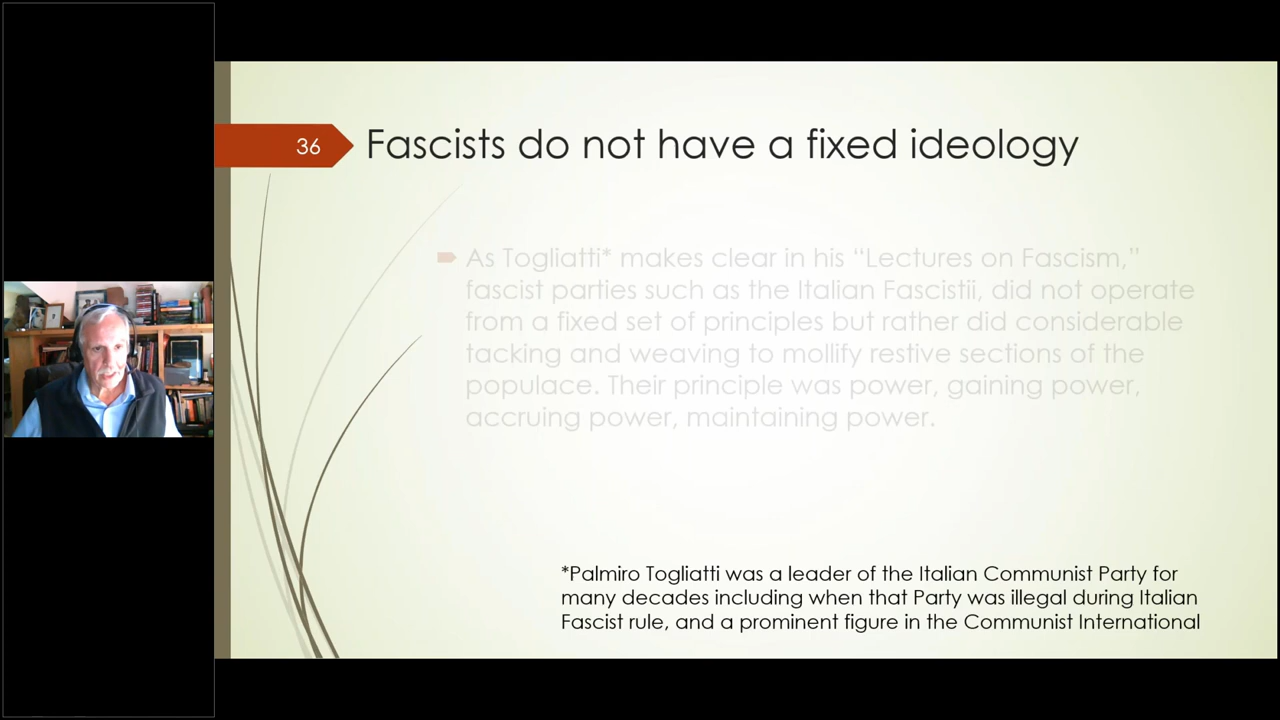 36
Fascists do not have a fixed ideology
As Togliatti* makes clear in his “Lectures on Fascism,”
fascist parties such as the Italian Fascistii, did not operate
from a fixed set of principles but rather did considerable
tacking and weaving to mollify restive sections of the
populace. Their principle was power, gaining power,
accruing power, maintaining power.
*Palmiro Togliatti was a leader of the Italian Communist Party for
many decades including when that Party was illegal during Italian
Fascist rule, and a prominent figure in the Communist International